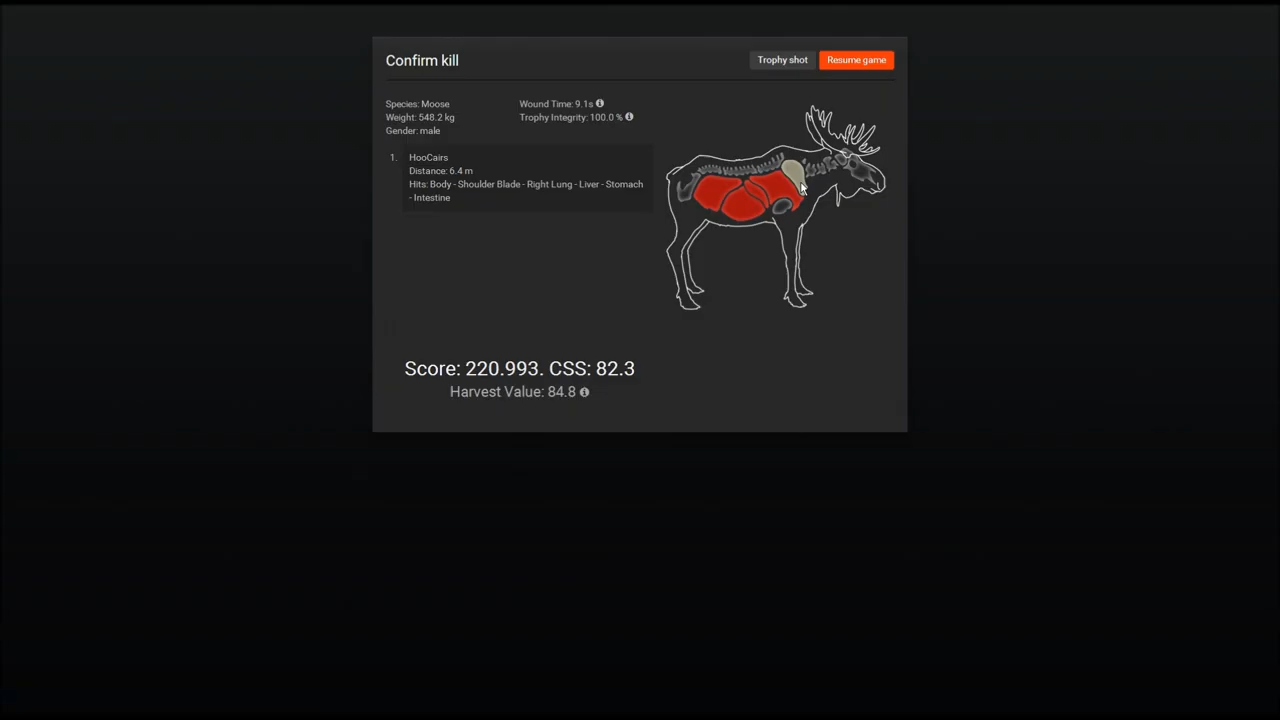 Confirm kill
Trophy shot
Resume game
Species: Moose
Weight: 548.2 kg
Gender: male
Wound Time: 9.1s
Trophy Integrity: 100.0 %
1.
HooCairs
Distance: 6.4 m
Hits: Body - Shoulder Blade - Right Lung - Liver - Stomach
- Intestine
Score: 220.993. CSS: 82.3
Harvest Value: 84.8